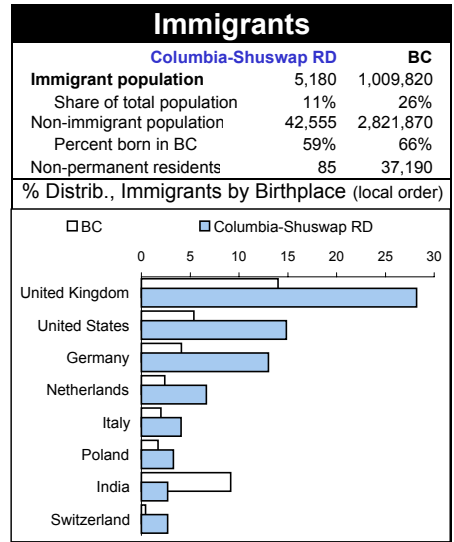 Immigrants
Columbia-Shuswap RD BC
Immigrant population 5,180 1,009,820
Share of total population 11% 26%
Non-immigrant population 42,555 2,821,870
Percent born in BC 59% 66%
Non-permanent residents 85 37,190
% Distrib., Immigrants by Birthplace (local order)
BC Columbia-Shuswap RD
0 5 10 15 20 25 30
United Kingdom
United States
Germany
Netherlands
Italy
Poland
India
Switzerland